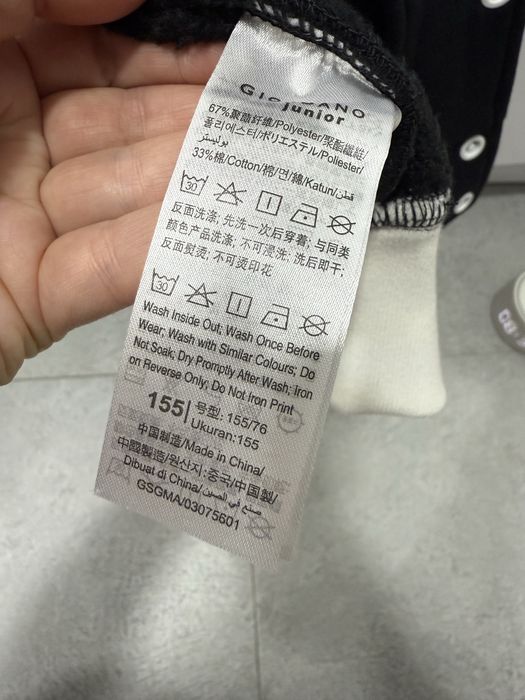 GIORDANO
junior
67%聚酯纤维/Polyester/聚酯纖維/
폴리에스터/ポリエステル/Poliester/
بوليستر
33%棉/Cotton/棉/면/綿/Katun/قطن
30
反面洗涤; 先洗一次后穿着; 与同类
颜色产品洗涤; 不可浸洗; 洗后即干;
反面熨烫; 不可烫印花
30
Wash Inside Out; Wash Once Before
Wear; Wash with Similar Colours; Do
Not Soak; Dry Promptly After Wash; Iron
on Reverse Only; Do Not Iron Print
155 号型: 155/76
Ukuran:155
中国制造/Made in China/
中國製造/원산지:중국/中国製/
Dibuat di China/صنع في الصين
GSGMA/03075601